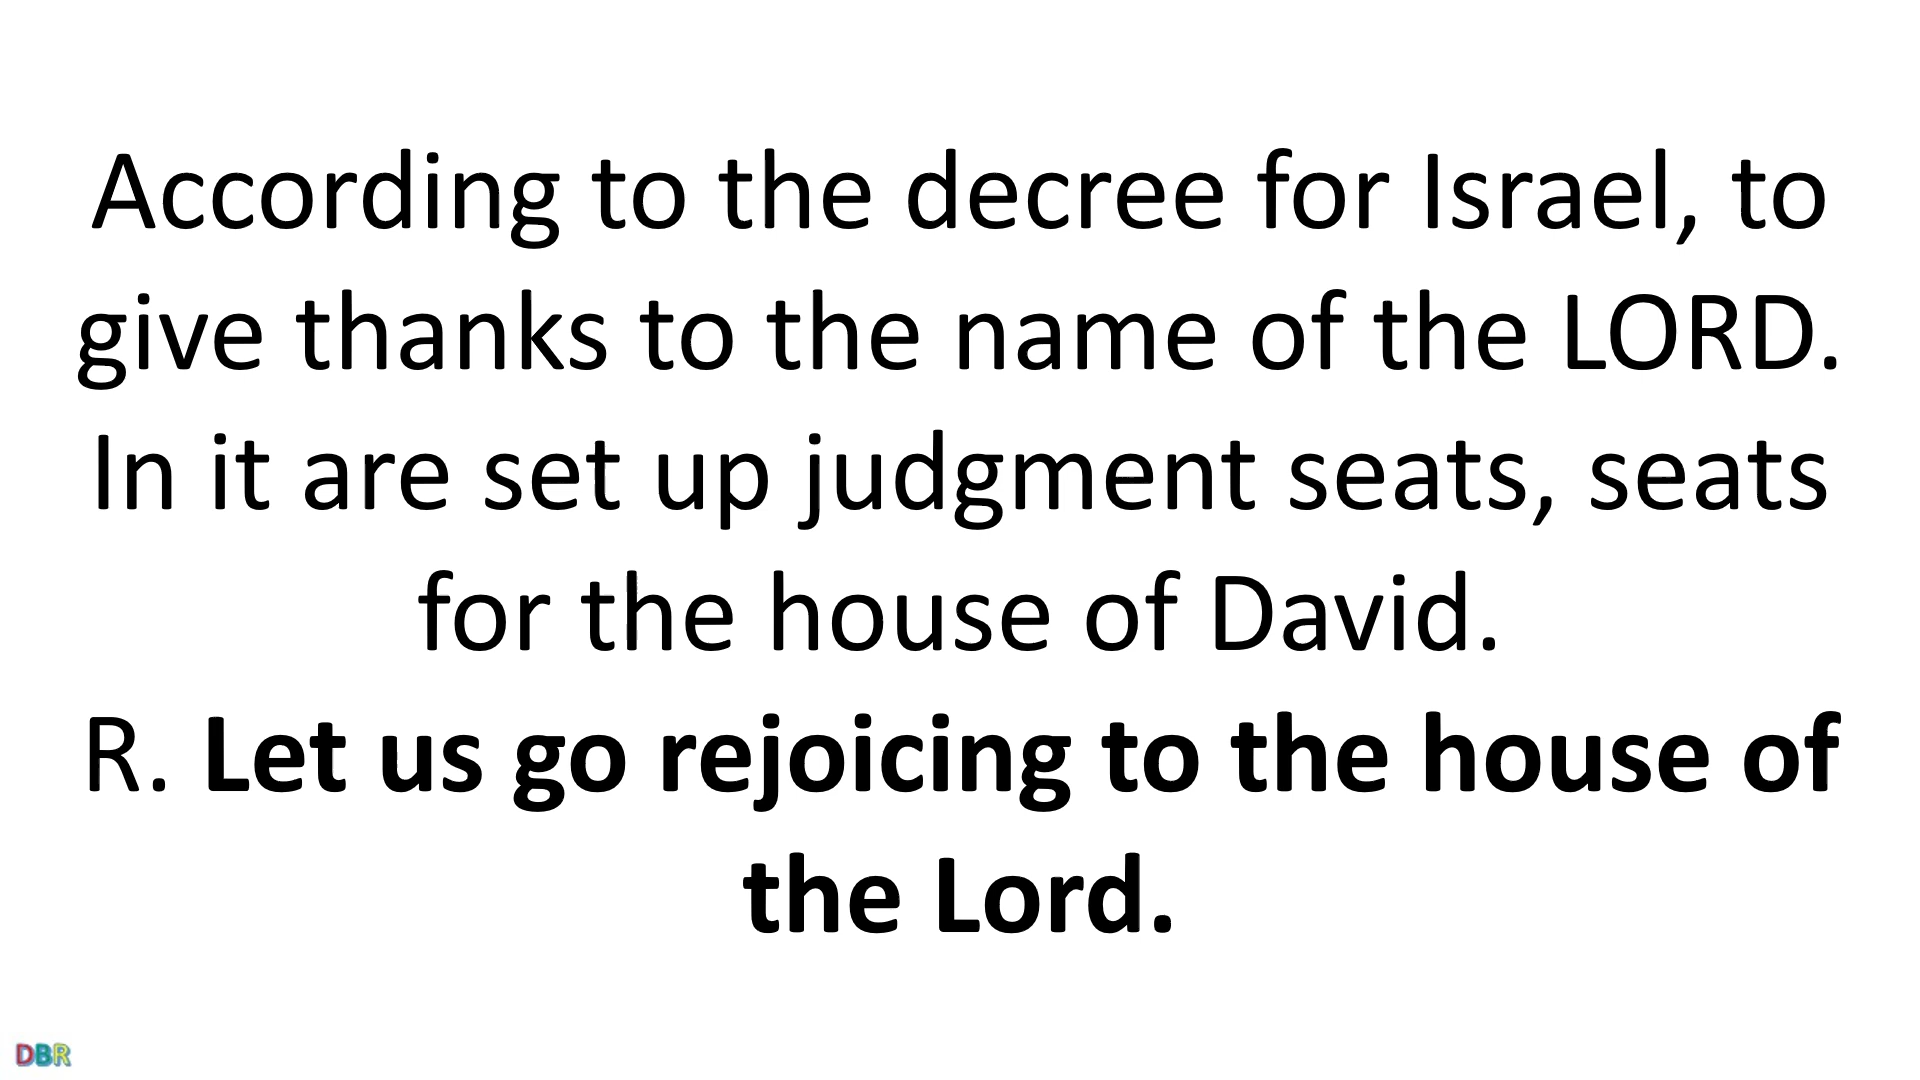 According to the decree for Israel, to
give thanks to the name of the LORD.
In it are set up judgment seats, seats
for the house of David.
R. Let us go rejoicing to the house of
the Lord.
DBR